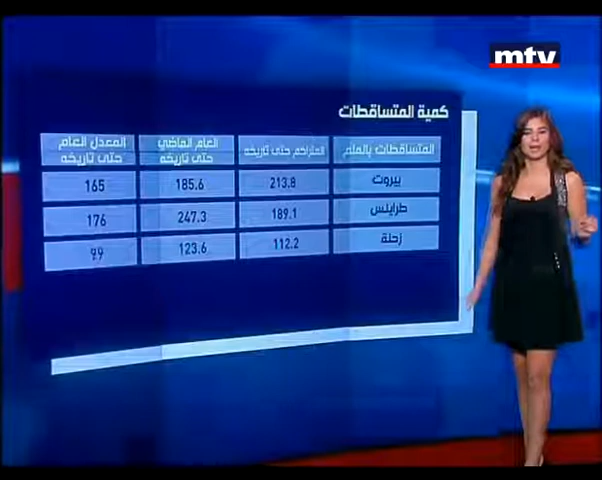 mtv
كمية المتساقطات
المتساقطات بالملم المتراكم حتى تاريخه العام الماضي حتى تاريخه المعدل العام حتى تاريخه
بيروت 213.8 185.6 165
طرابلس 189.1 247.3 176
زحلة 112.2 123.6 99